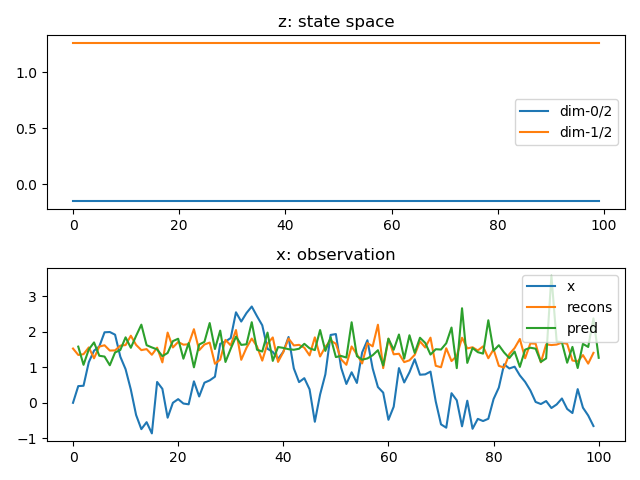 z: state space
1.0
0.5
0.0
dim-0/2
dim-1/2
0 20 40 60 80 100
x: observation
3
2
1
0
−1
x
recons
pred
0 20 40 60 80 100